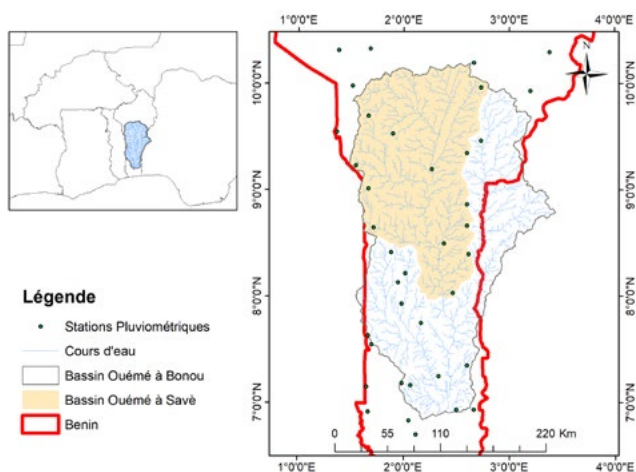 1°0'0"E 2°0'0"E 3°0'0"E 4°0'0"E
N
10°0'0"N 10°0'0"N
9°0'0"N 9°0'0"N
8°0'0"N 8°0'0"N
7°0'0"N 7°0'0"N
Légende
Stations Pluviométriques
Cours d'eau
Bassin Ouémé à Bonou
Bassin Ouémé à Savè
Benin
0 55 110 220 Km
1°0'0"E 2°0'0"E 3°0'0"E 4°0'0"E